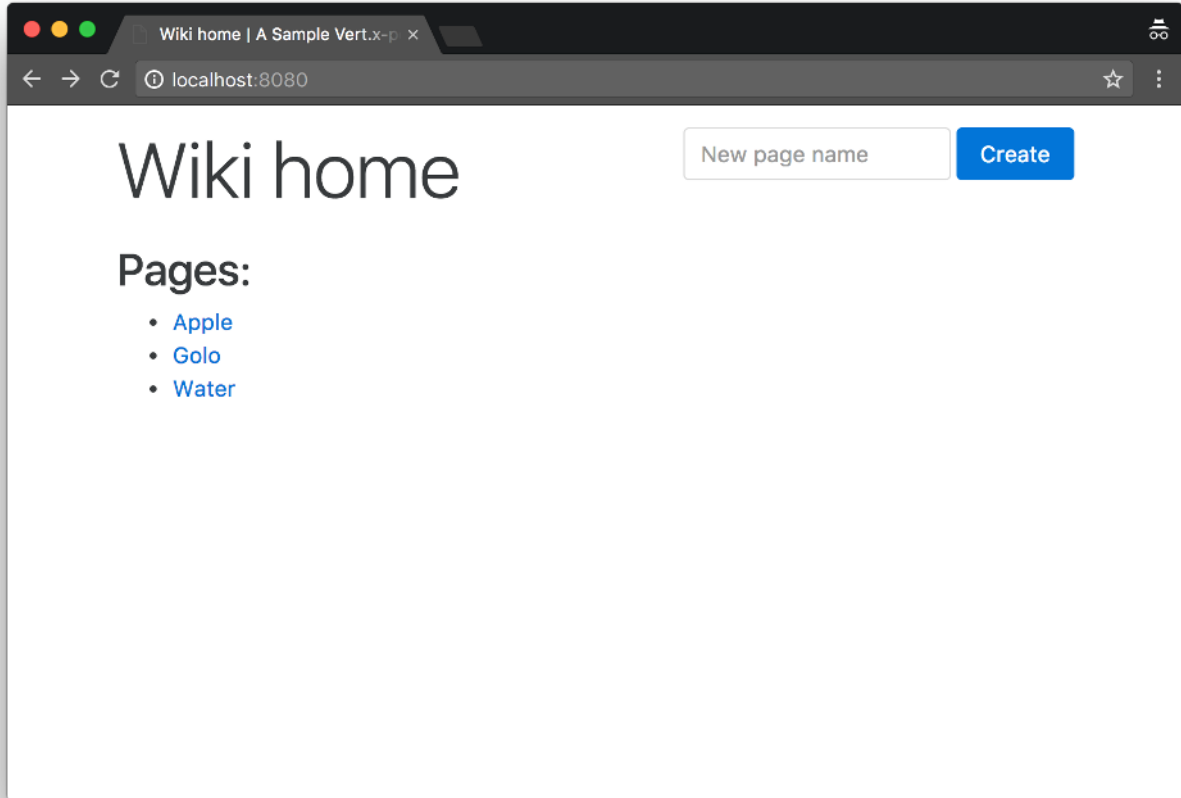 Wiki home | A Sample Vert.x-p
localhost:8080
Wiki home
New page name
Create
Pages:
• Apple
• Golo
• Water